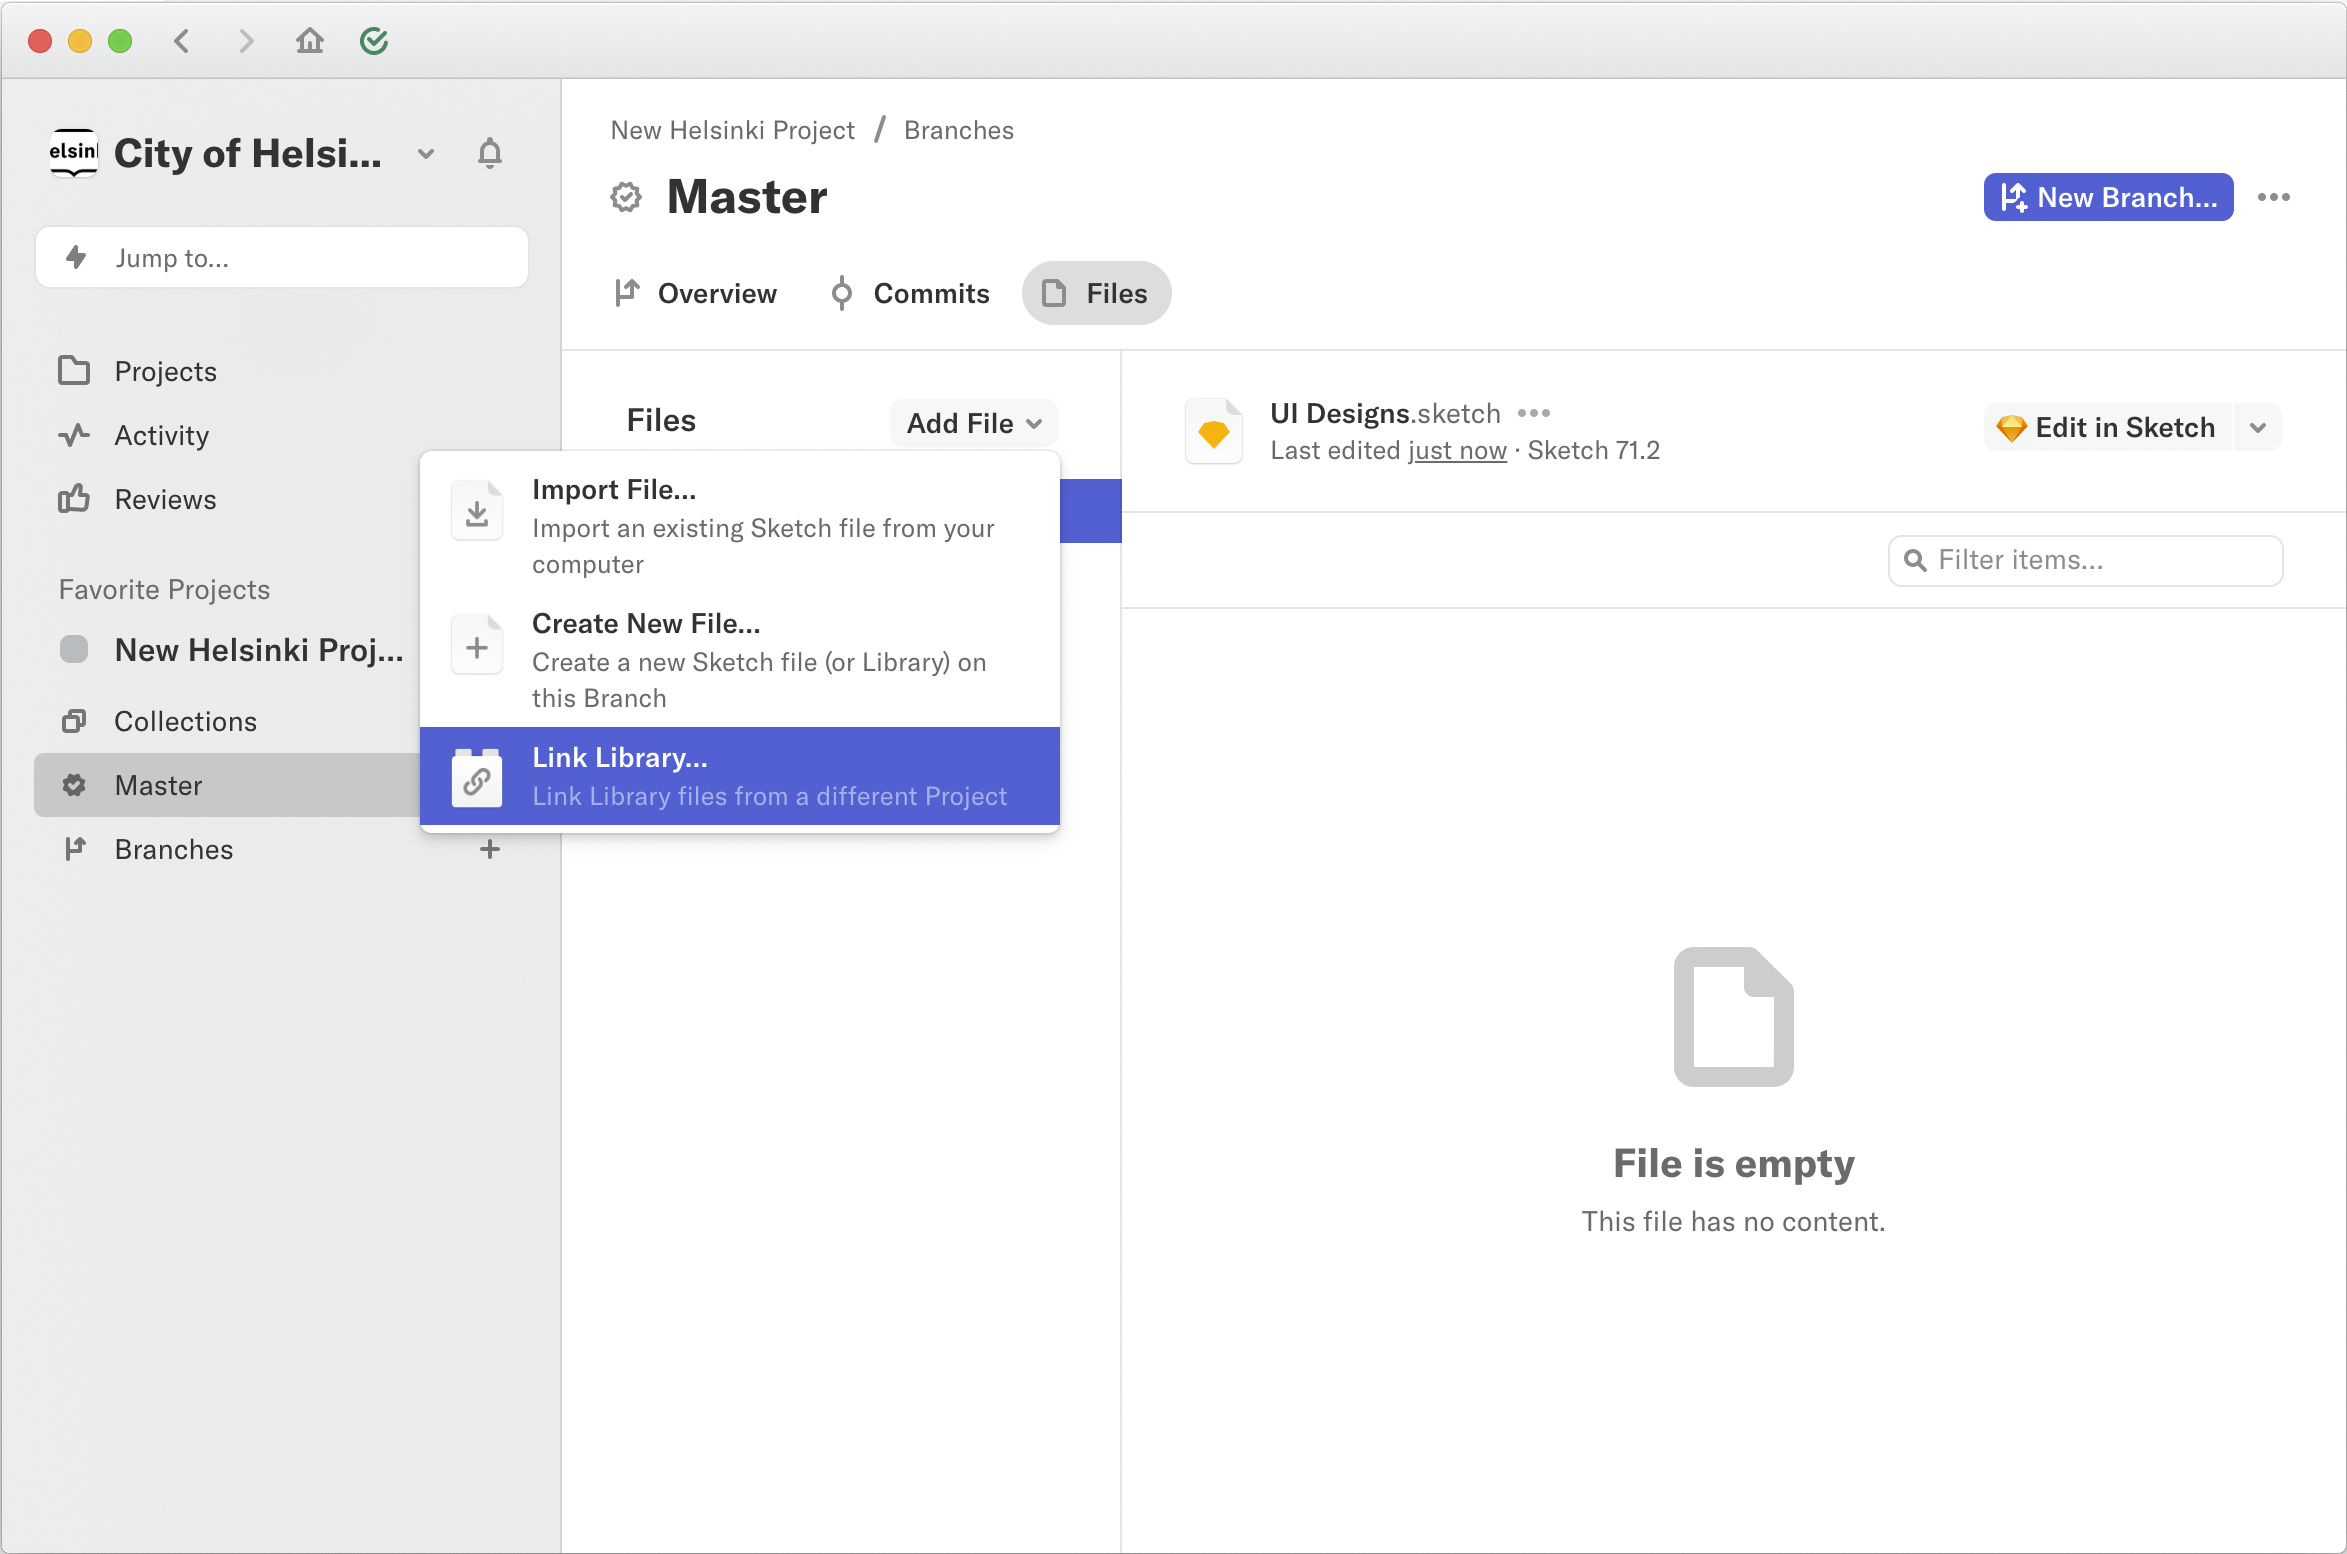 elsinl
City of Helsi...
Jump to...
Projects
Activity
Reviews
Favorite Projects
New Helsinki Proj...
Collections
Master
Branches
New Helsinki Project / Branches
Master
New Branch...
Overview
Commits
Files
Files
Add File
Import File...
Import an existing Sketch file from your
computer
Create New File...
Create a new Sketch file (or Library) on
this Branch
Link Library...
Link Library files from a different Project
UI Designs.sketch
Last edited just now · Sketch 71.2
Edit in Sketch
Filter items...
File is empty
This file has no content.